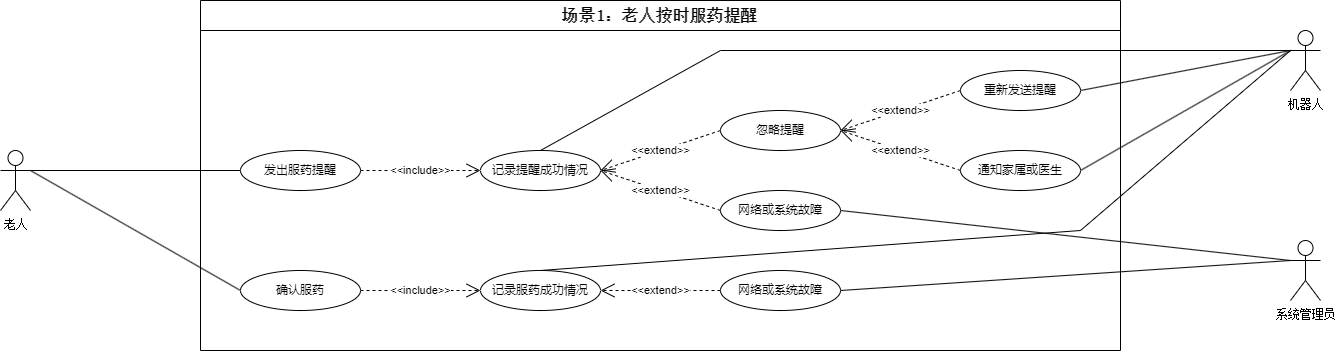 场景1：老人按时服药提醒
机器人
重新发送提醒
<<extend>>
忽略提醒
<<extend>>
<<extend>>
发出服药提醒
<<include>>
记录提醒成功情况
通知家属或医生
<<extend>>
网络或系统故障
老人
确认服药
<<include>>
记录服药成功情况
<<extend>>
网络或系统故障
系统管理员